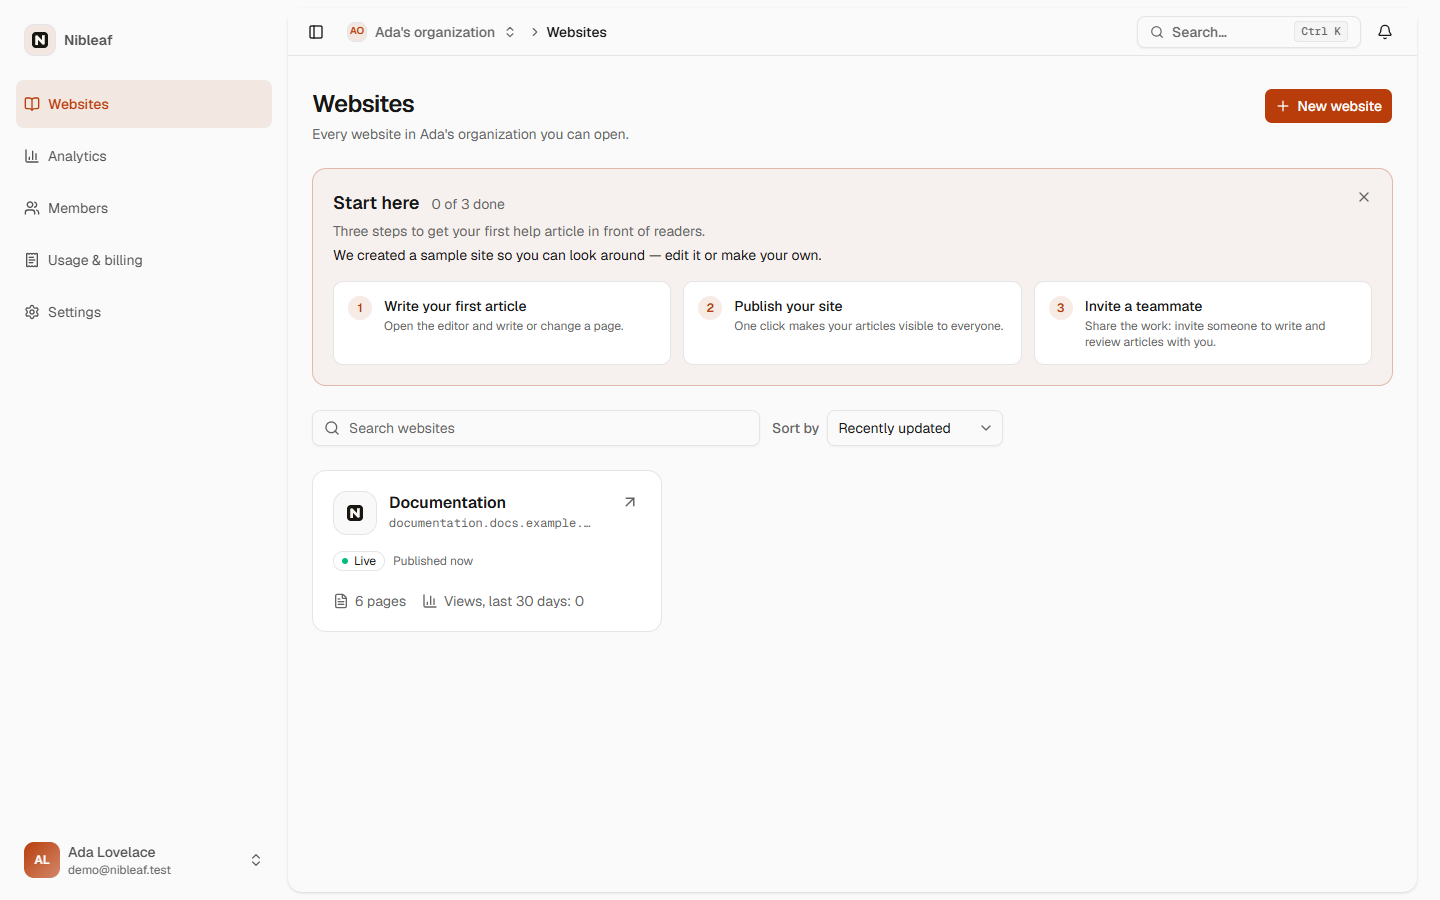 Nibleaf
Websites
Analytics
Members
Usage & billing
Settings
AL
Ada Lovelace
demo@nibleaf.test
AO Ada's organization
Websites
Search...
Ctrl K
Websites
Every website in Ada's organization you can open.
New website
Start here 0 of 3 done
Three steps to get your first help article in front of readers.
We created a sample site so you can look around — edit it or make your own.
1 Write your first article
Open the editor and write or change a page.
2 Publish your site
One click makes your articles visible to everyone.
3 Invite a teammate
Share the work: invite someone to write and
review articles with you.
Search websites
Sort by
Recently updated
Documentation
documentation.docs.example.…
Live
Published now
6 pages
Views, last 30 days: 0